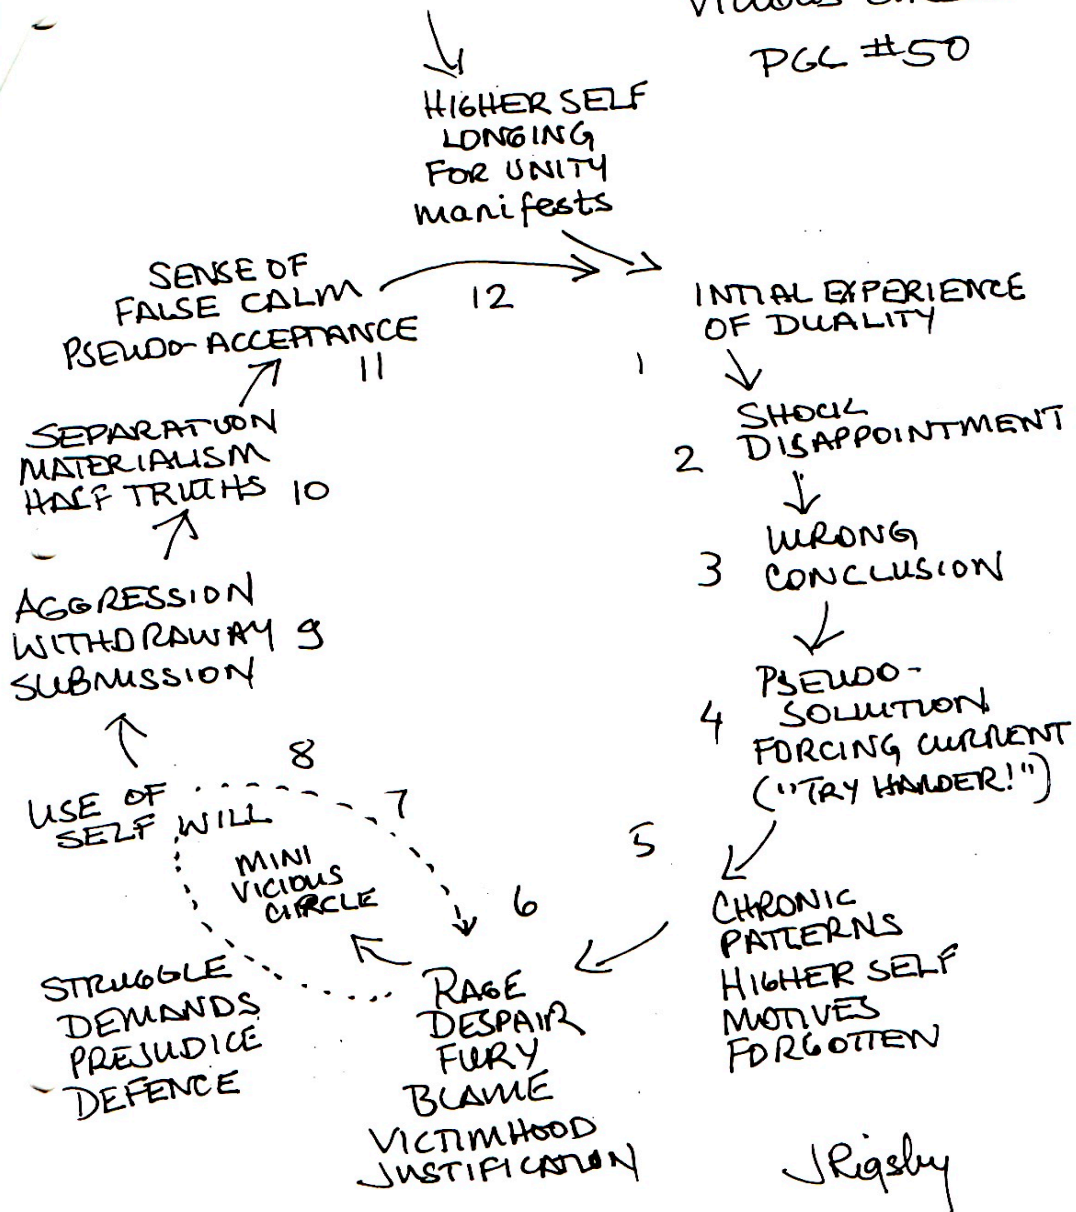 PGL #50
HIGHER SELF
LONGING
FOR UNITY
manifests
SENSE OF
FALSE CALM
PSEUDO-ACCEPTANCE
11
12
INTIAL EXPERIENCE
OF DUALITY
1
SHOCK
2 DISAPPOINTMENT
WRONG
3 CONCLUSION
PSEUDO-
4 SOLUTION
FORCING CURRENT
("TRY HARDER!")
5
CHRONIC
PATTERNS
HIGHER SELF
MOTIVES
FORGOTTEN
6
RAGE
DESPAIR
FURY
BLAME
VICTIMHOOD
JUSTIFICATION
STRUGGLE
DEMANDS
PREJUDICE
DEFENCE
7
MINI
VICIOUS
CIRCLE
8
USE OF
SELF WILL
AGGRESSION
WITHDRAWAY 9
SUBMISSION
SEPARATION
MATERIALISM
HALF TRUTHS 10
JRigsby